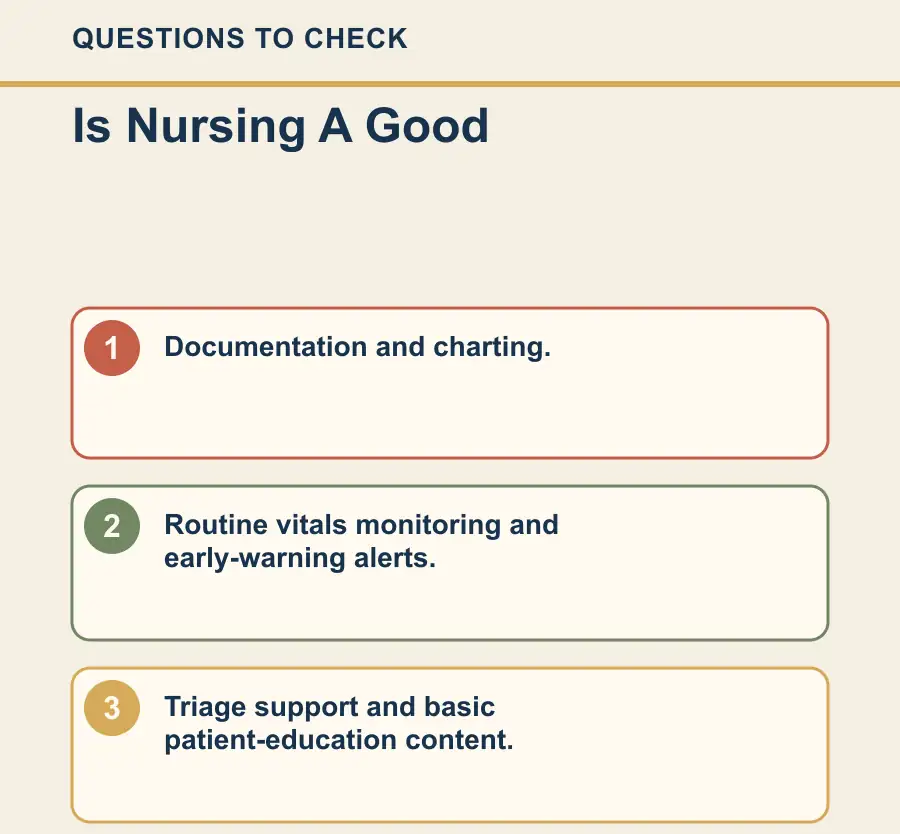 QUESTIONS TO CHECK
Is Nursing A Good
1
Documentation and charting.
2
Routine vitals monitoring and
early-warning alerts.
3
Triage support and basic
patient-education content.